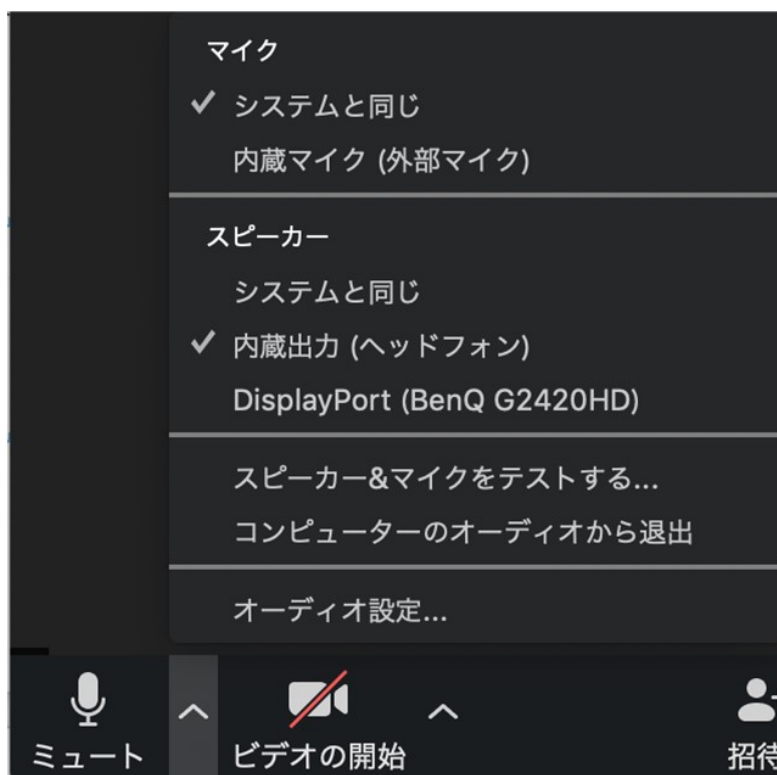 マイク
システムと同じ
内蔵マイク (外部マイク)
スピーカー
システムと同じ
内蔵出力 (ヘッドフォン)
DisplayPort (BenQ G2420HD)
スピーカー&マイクをテストする...
コンピューターのオーディオから退出
オーディオ設定...
ミュート
ビデオの開始
招待